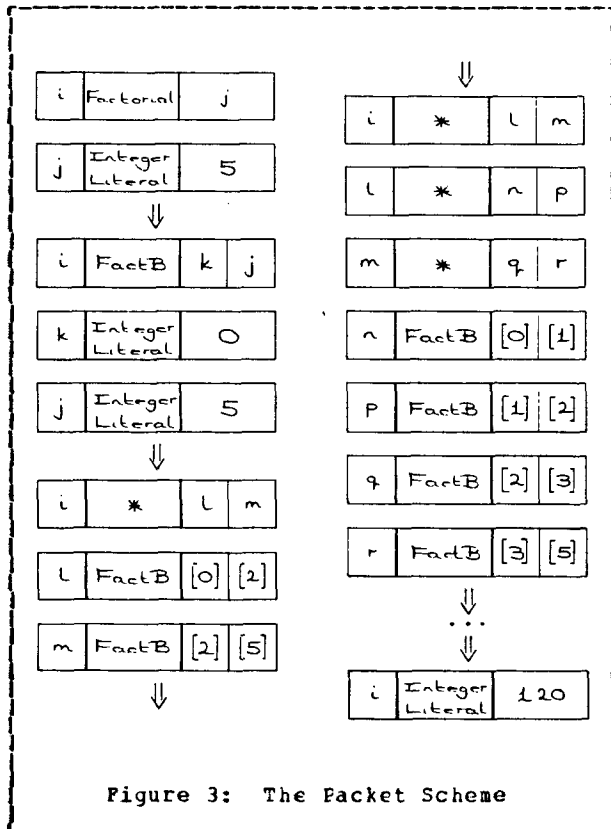 i Factorial j
j Integer Literal 5
⇓
i FactB k j
k Integer Literal 0
j Integer Literal 5
⇓
i * l m
l FactB [0] [2]
m FactB [2] [5]
⇓
⇓
i * l m
l * n p
m * q r
n FactB [0] [1]
p FactB [1] [2]
q FactB [2] [3]
r FactB [3] [5]
⇓
...
⇓
i Integer Literal 120
Figure 3: The Packet Scheme